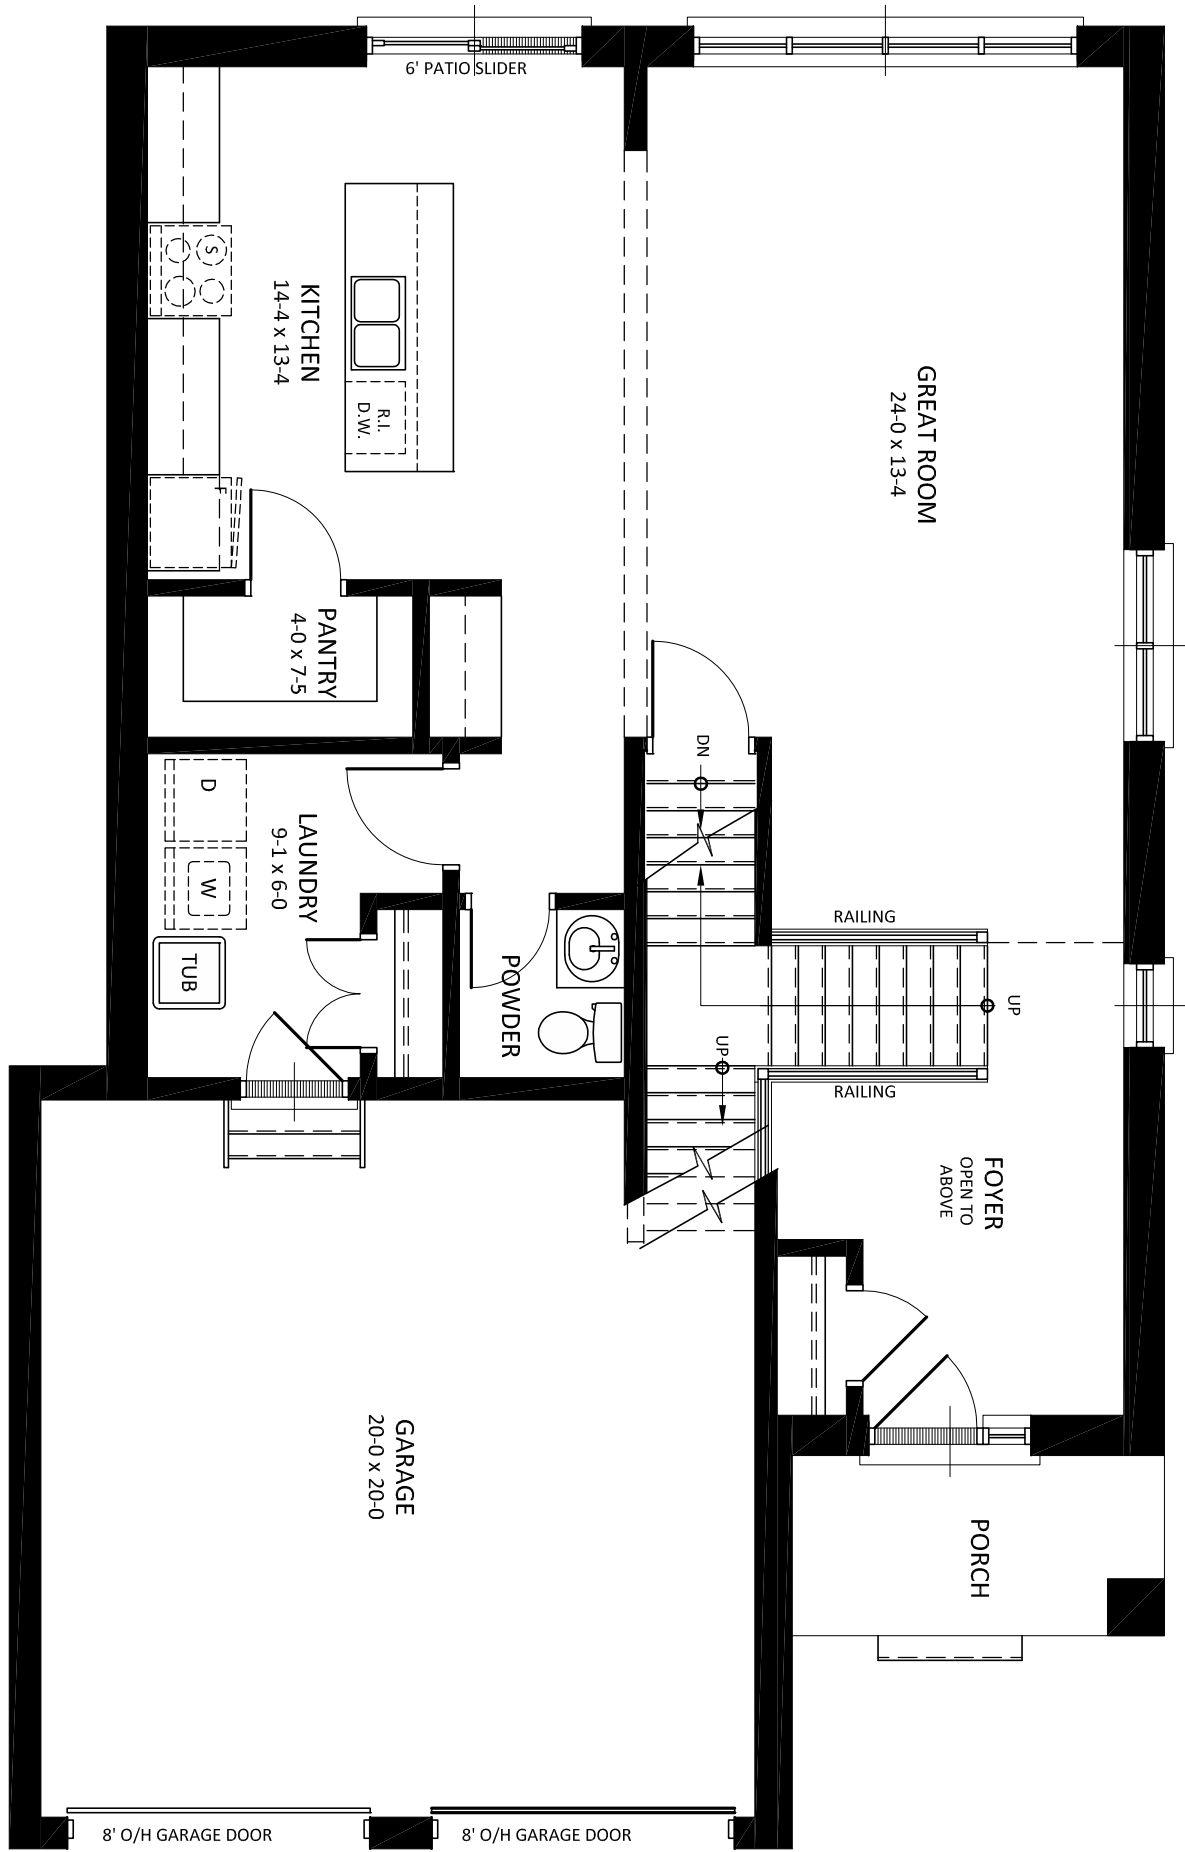 6' PATIO SLIDER
S
KITCHEN
14-4 x 13-4
R.I.
D.W.
GREAT ROOM
24-0 x 13-4
F
PANTRY
4-0 x 7-5
DN
D
LAUNDRY
9-1 x 6-0
W
TUB
POWDER
RAILING
UP
UP
RAILING
FOYER
OPEN TO
ABOVE
GARAGE
20-0 x 20-0
PORCH
8' O/H GARAGE DOOR
8' O/H GARAGE DOOR